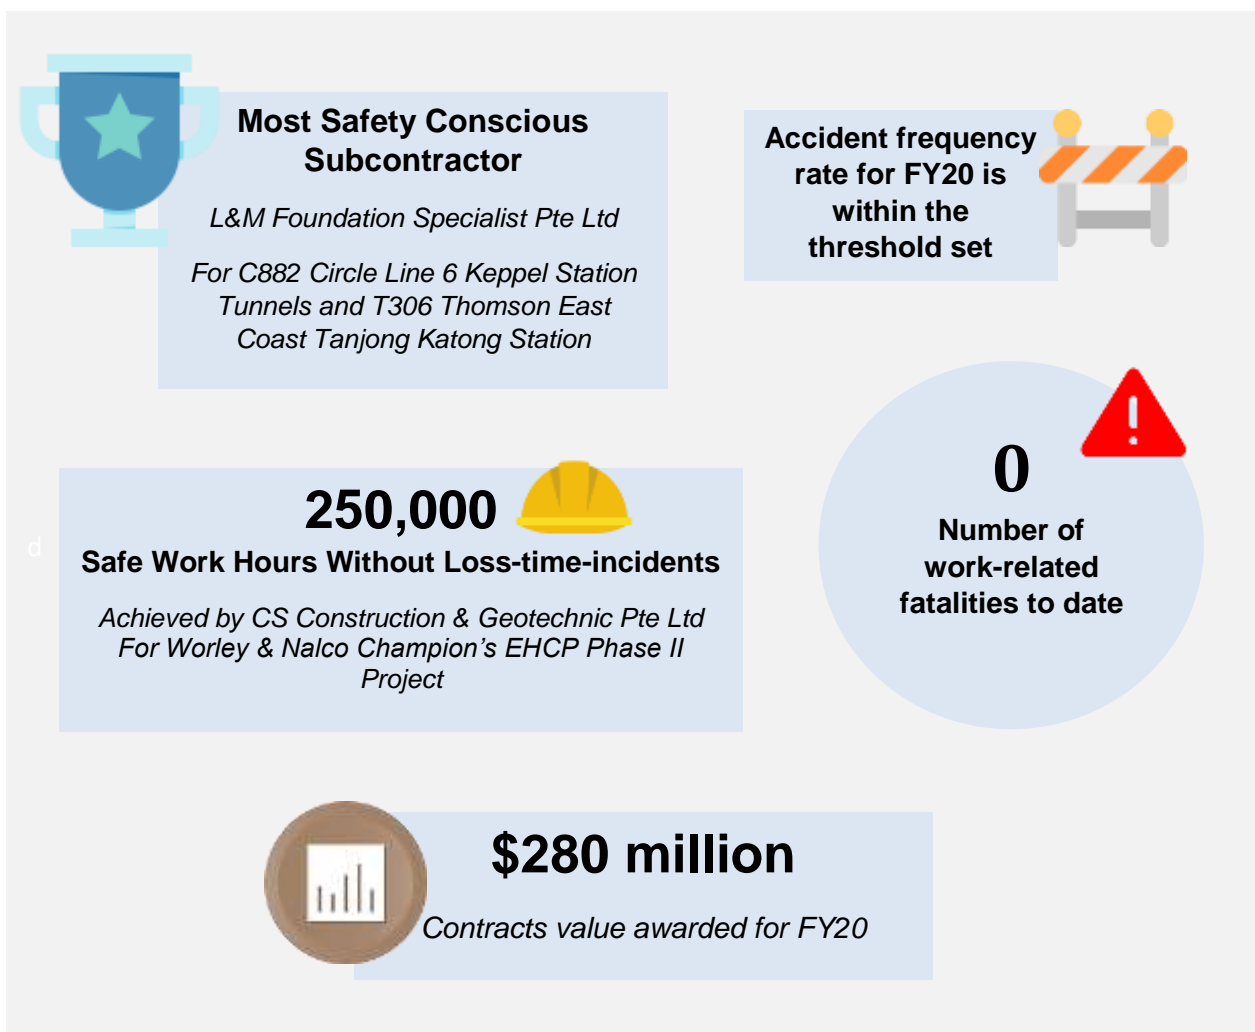 Most Safety Conscious
Subcontractor
L&M Foundation Specialist Pte Ltd
For C882 Circle Line 6 Keppel Station
Tunnels and T306 Thomson East
Coast Tanjong Katong Station
Accident frequency
rate for FY20 is
within the
threshold set
250,000
Safe Work Hours Without Loss-time-incidents
Achieved by CS Construction & Geotechnic Pte Ltd
For Worley & Nalco Champion’s EHCP Phase II
Project
d
0
Number of
work-related
fatalities to date
$280 million
Contracts value awarded for FY20